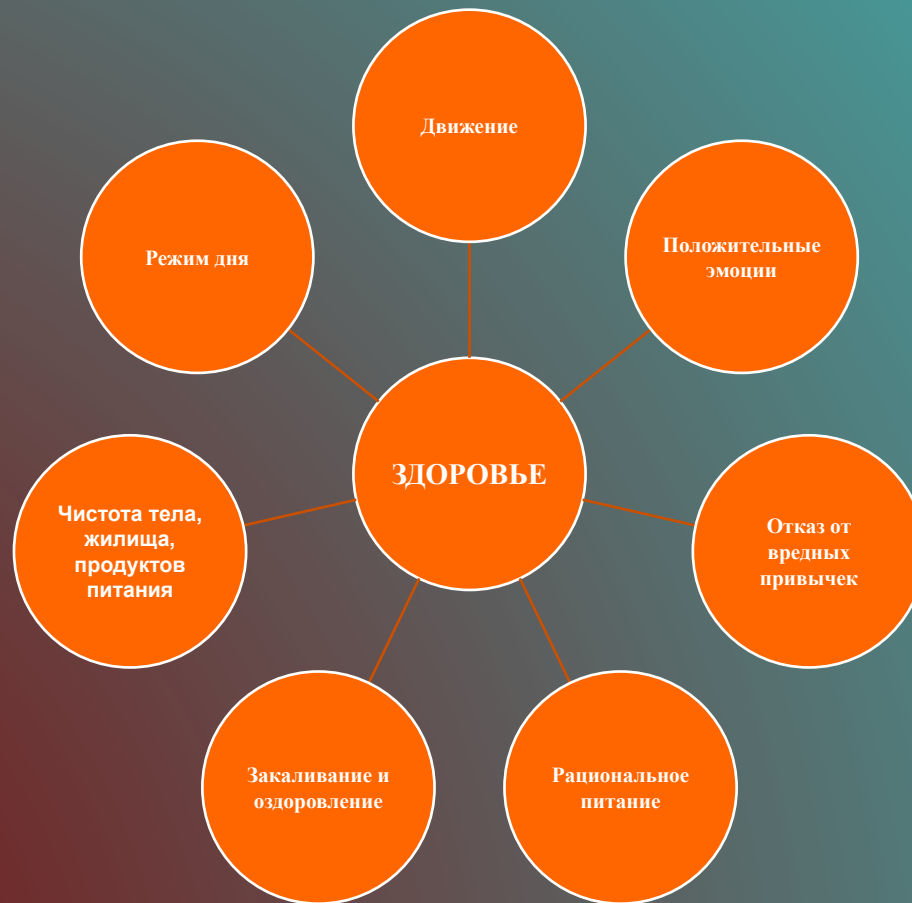 Движение
Режим дня
Положительные
эмоции
ЗДОРОВЬЕ
Чистота тела,
жилища,
продуктов
питания
Отказ от
вредных
привычек
Закаливание и
оздоровление
Рациональное
питание